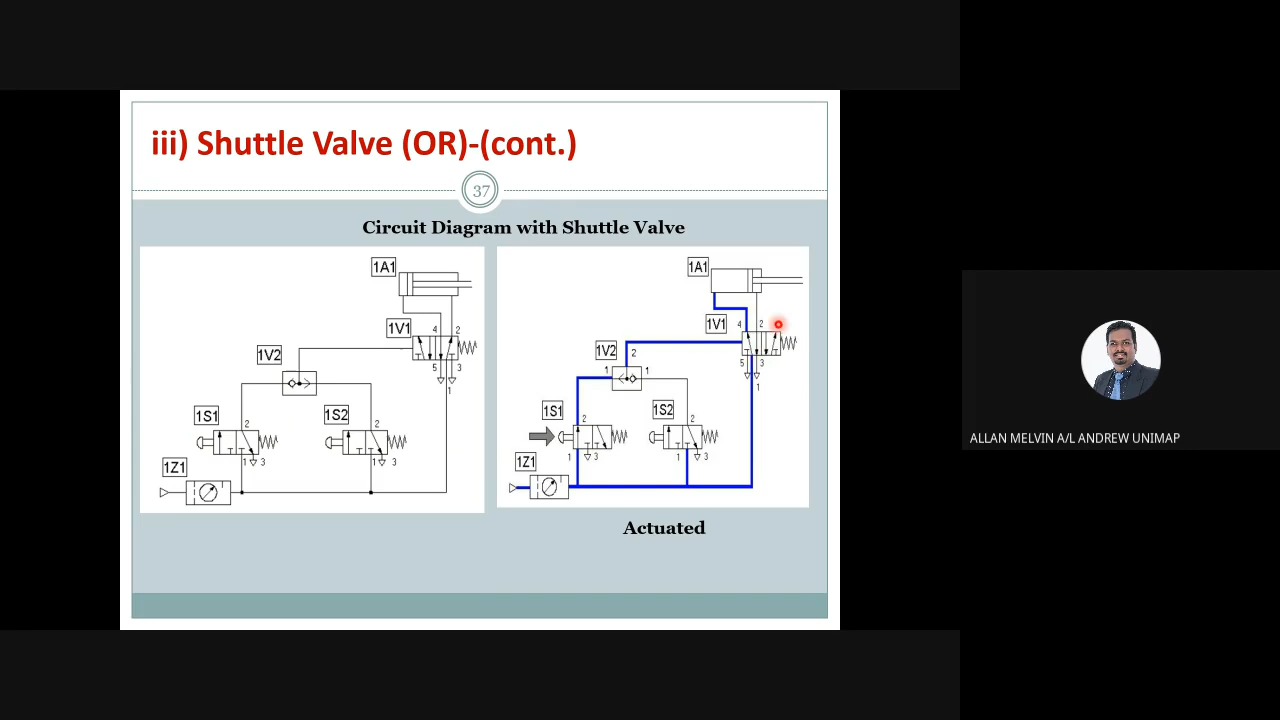 iii) Shuttle Valve (OR)-(cont.)
37
Circuit Diagram with Shuttle Valve
1A1
1V1
4
2
5
3
1
1V2
1S1
2
1S2
2
1
3
1
3
1Z1
1A1
1V1
4
2
5
3
1
1V2
2
1
1
1S1
2
1S2
2
1
3
1
3
1Z1
Actuated
ALLAN MELVIN A/L ANDREW UNIMAP